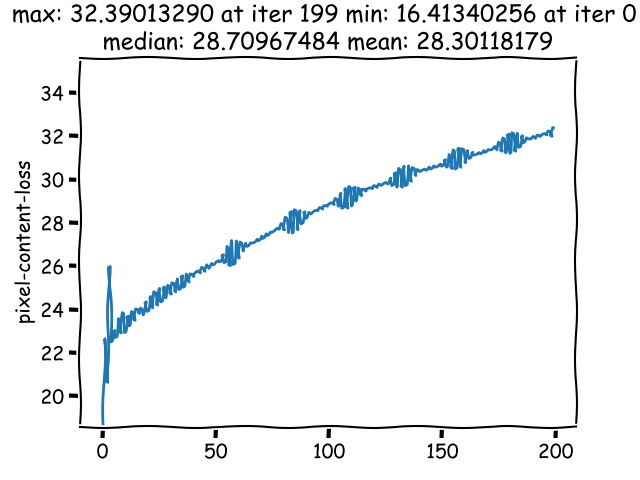 max: 32.39013290 at iter 199 min: 16.41340256 at iter 0
median: 28.70967484 mean: 28.30118179
pixel-content-loss
34
32
30
28
26
24
22
20
0 50 100 150 200